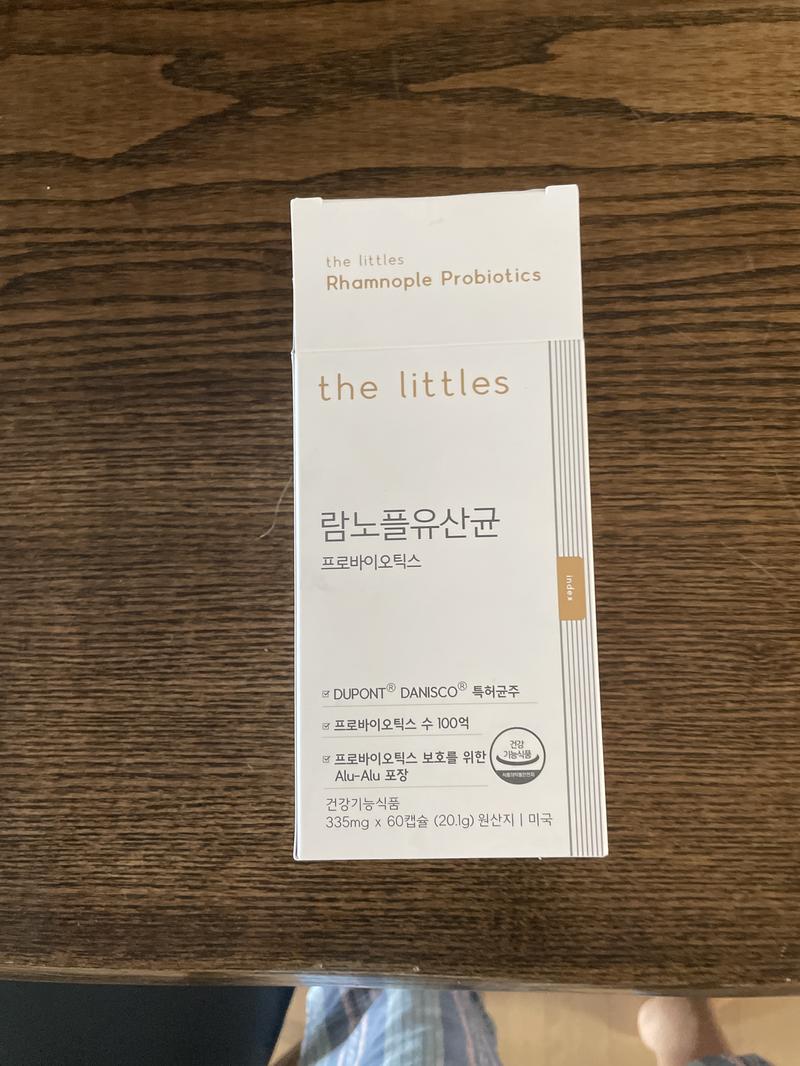 the littles
Rhamnople Probiotics
the littles
람노플유산균
프로바이오틱스
index
DUPONT® DANISCO® 특허균주
프로바이오틱스 수 100억
프로바이오틱스 보호를 위한
Alu-Alu 포장
건강
기능식품
건강기능식품
335mg x 60캡슐 (20.1g) 원산지 | 미국